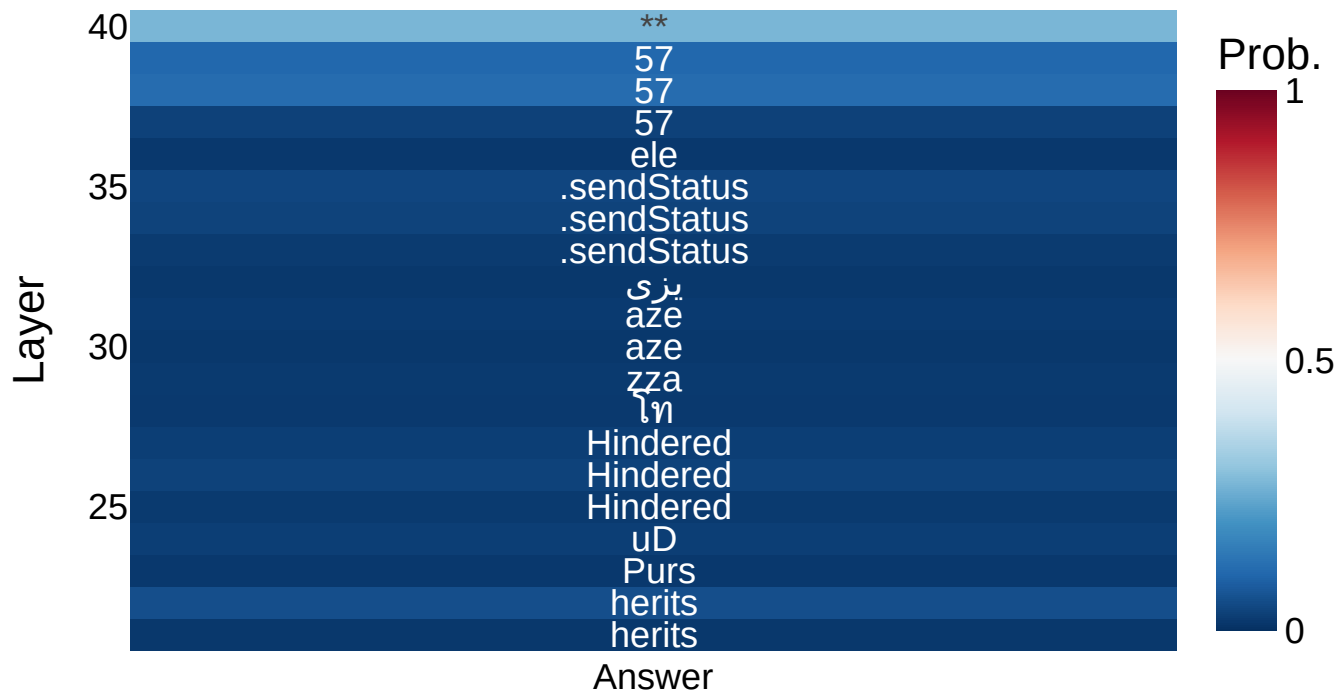 40
**
57
Prob.
57
1
57
ele
35
.sendStatus
.sendStatus
.sendStatus
یزی
Layer
aze
30
aze
0.5
zza
โท
Hindered
Hindered
25
Hindered
uD
Purs
herits
herits
0
Answer